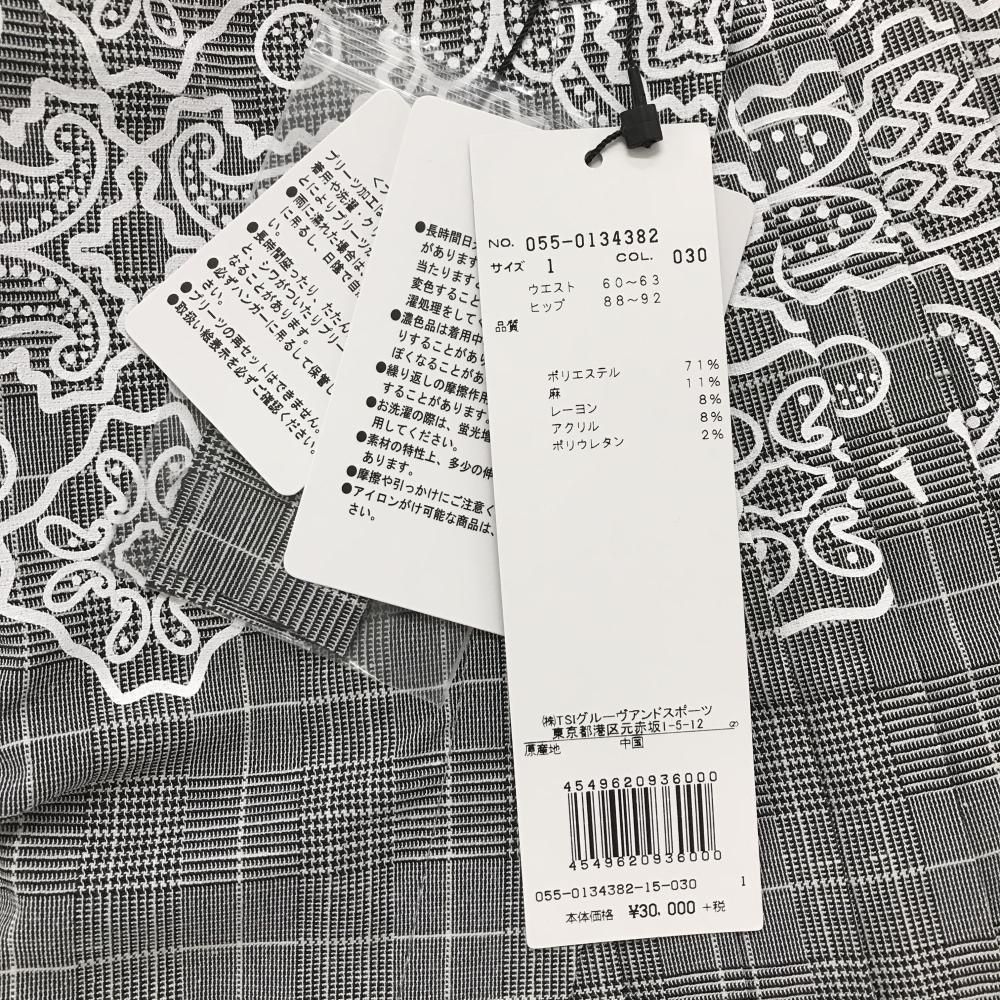 プリーツ加工
着用や洗濯・ク
とによりプリーツ
●雨に濡れた場合は
に吊るし、日陰で自
い。
●長時間座ったり、たたん
と、シワがついたりプリー
なることがあります。
●必ずハンガーに吊るして保管し
さい。
●プリーツの再セットはできません。
●取扱い絵表示を必ずご確認ください。
●長時間日
があります
当たります
変色すること
濯処理をして
●濃色品は着用中
りすることがあり
ぽくなることがあ
●繰り返しの摩擦作用
することがあります。
●お洗濯の際は、蛍光増
用してください。
●素材の特性上、多少の伸
あります。
●摩擦や引っかけにご注意く
●アイロンがけ可能な商品は、
さい。
NO. 055-0134382
サイズ 1 COL. 030
ウエスト 60～63
ヒップ 88～92
品質
ポリエステル 71%
麻 11%
レーヨン 8%
アクリル 8%
ポリウレタン 2%
㈱TSIグルーヴアンドスポーツ
東京都港区元赤坂1-5-12 の
原産地 中国
4549620936000
4549620936000
055-0134382-15-030 1
本体価格 ¥30,000 +税